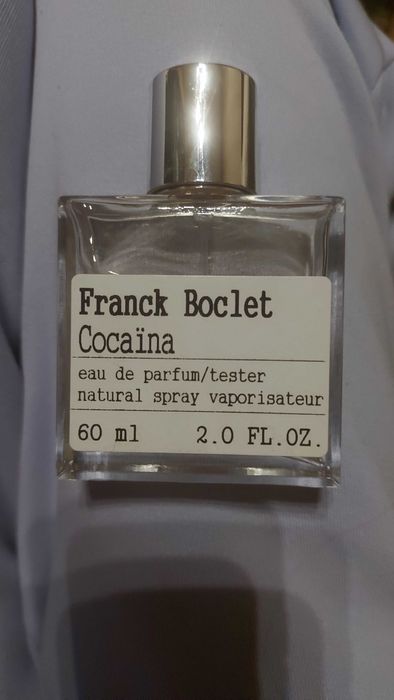 Franck Boclet
Cocaïna
eau de parfum/tester
natural spray vaporisateur
60 ml 2.0 FL.OZ.